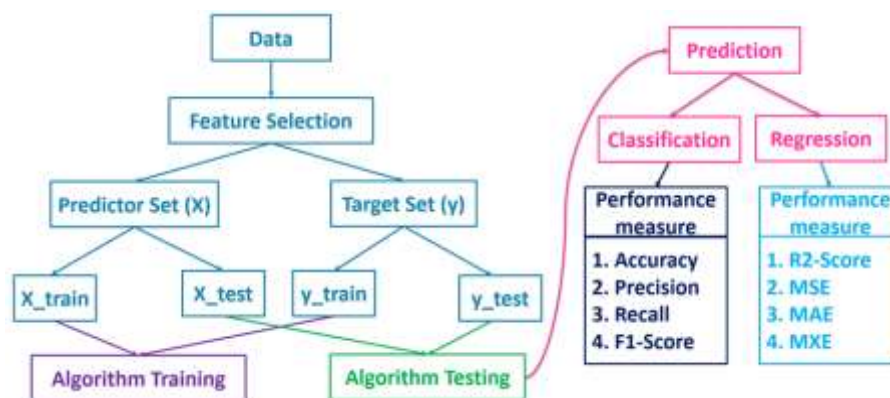 Data
Feature Selection
Predictor Set (X)
Target Set (y)
X_train
X_test
y_train
y_test
Algorithm Training
Algorithm Testing
Prediction
Classification
Regression
Performance
measure
1. Accuracy
2. Precision
3. Recall
4. F1-Score
Performance
measure
1. R2-Score
2. MSE
3. MAE
4. MXE